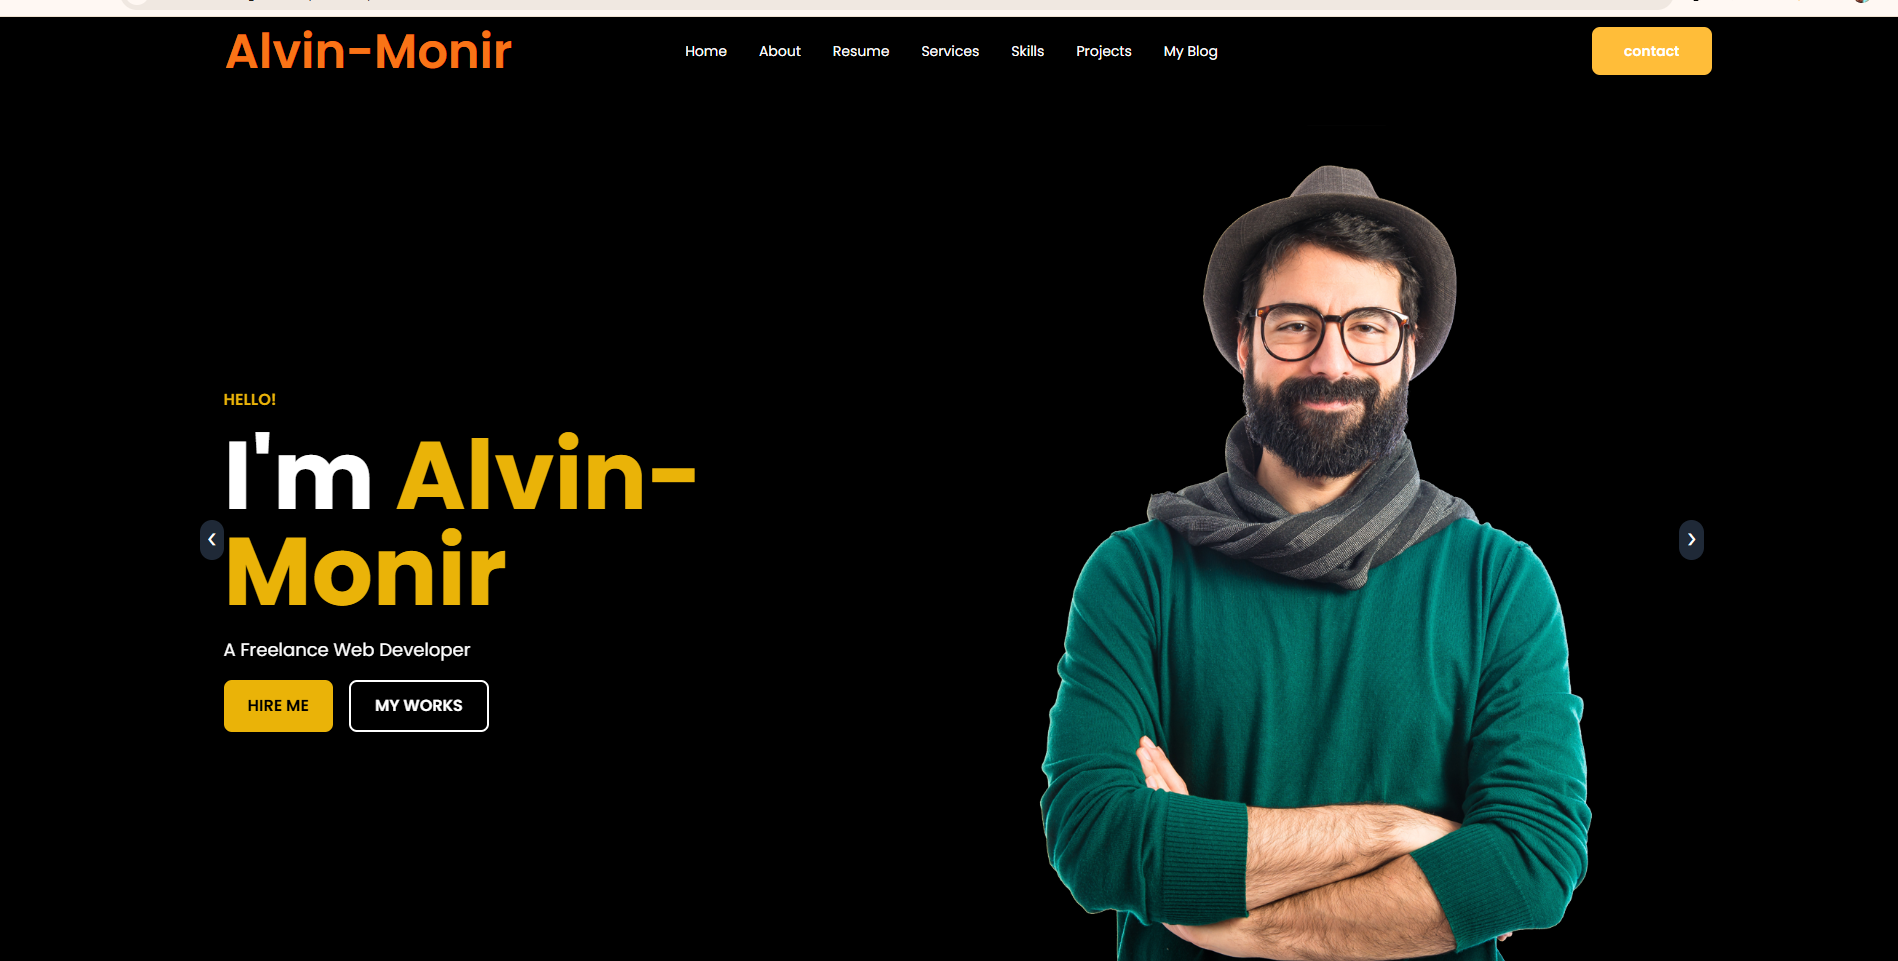 Alvin-Monir
Home About Resume Services Skills Projects My Blog
contact
HELLO!
I'm Alvin-
Monir
A Freelance Web Developer
HIRE ME MY WORKS